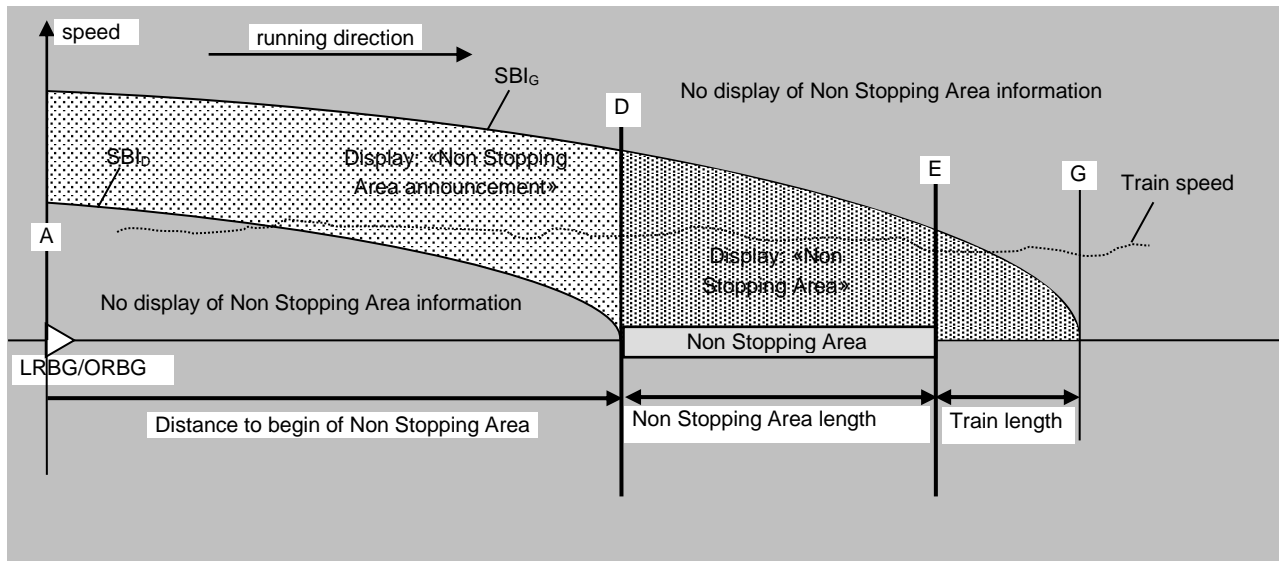 speed
running direction
SBIG
No display of Non Stopping Area information
D
SBID
Display: «Non Stopping
Area announcement»
E
G
Train speed
A
Display: «Non
Stopping Area»
No display of Non Stopping Area information
Non Stopping Area
LRBG/ORBG
Distance to begin of Non Stopping Area
Non Stopping Area length
Train length